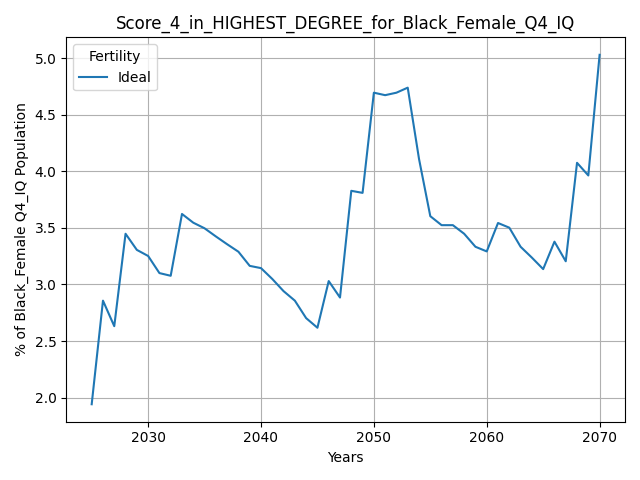 Score_4_in_HIGHEST_DEGREE_for_Black_Female_Q4_IQ
Fertility
Ideal
% of Black_Female Q4_IQ Population
5.0
4.5
4.0
3.5
3.0
2.5
2.0
2030 2040 2050 2060 2070
Years